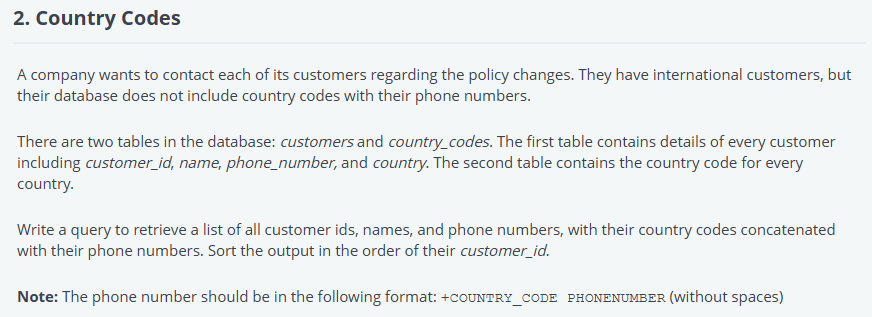 2. Country Codes
A company wants to contact each of its customers regarding the policy changes. They have international customers, but
their database does not include country codes with their phone numbers.
There are two tables in the database: customers and country_codes. The first table contains details of every customer
including customer_id, name, phone_number, and country. The second table contains the country code for every
country.
Write a query to retrieve a list of all customer ids, names, and phone numbers, with their country codes concatenated
with their phone numbers. Sort the output in the order of their customer_id.
Note: The phone number should be in the following format: +COUNTRY_CODE PHONENUMBER (without spaces)